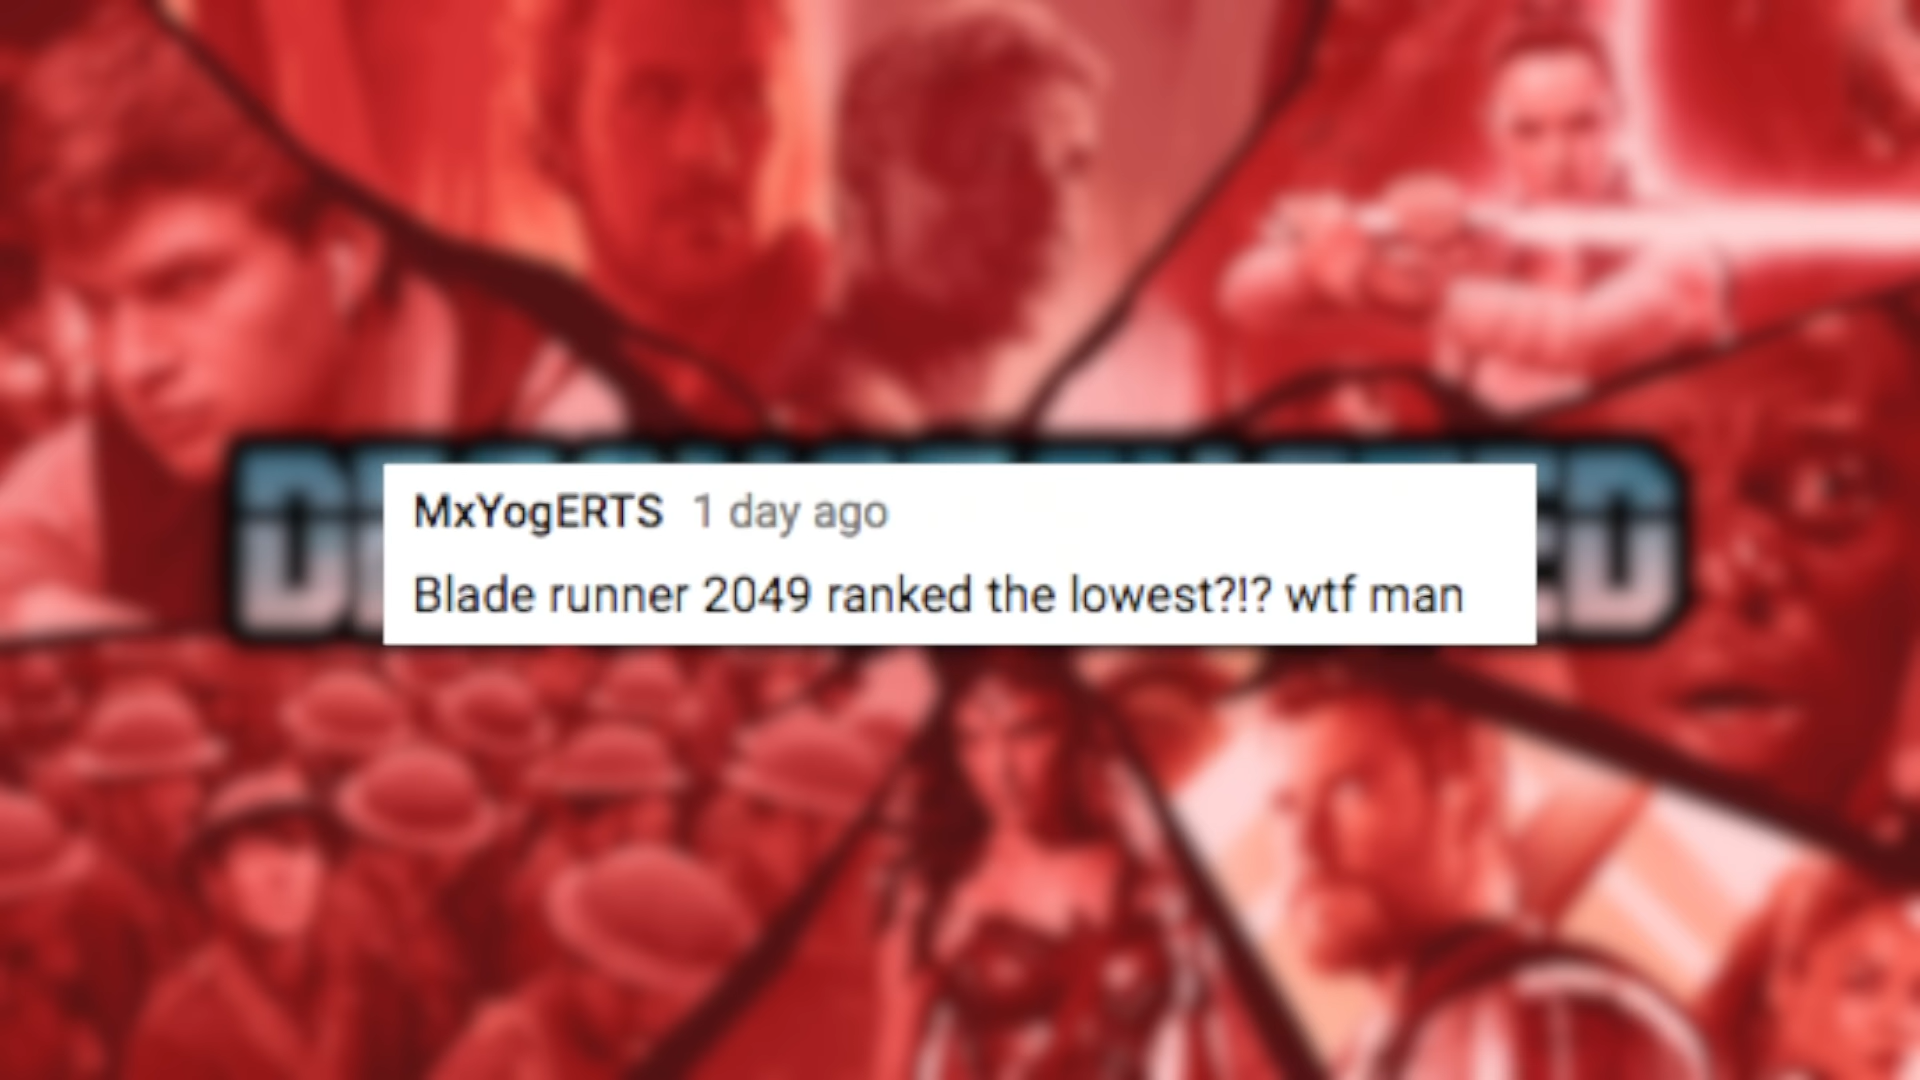 MxYogERTS 1 day ago
Blade runner 2049 ranked the lowest?!? wtf man